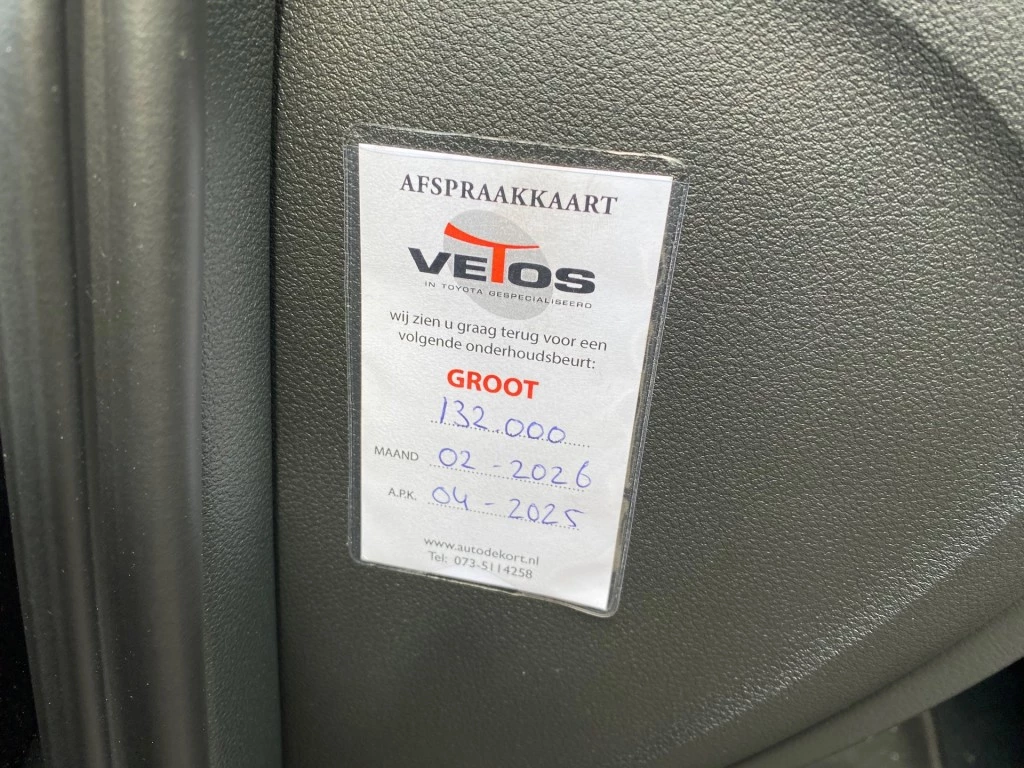 AFSPRAAKKAART
VETOS
IN TOYOTA GESPECIALISEERD
wij zien u graag terug voor een
volgende onderhoudsbeurt:
GROOT
132.000
MAAND 02-2026
A.P.K. 04-2025
www.autodekort.nl
Tel: 073-5114258